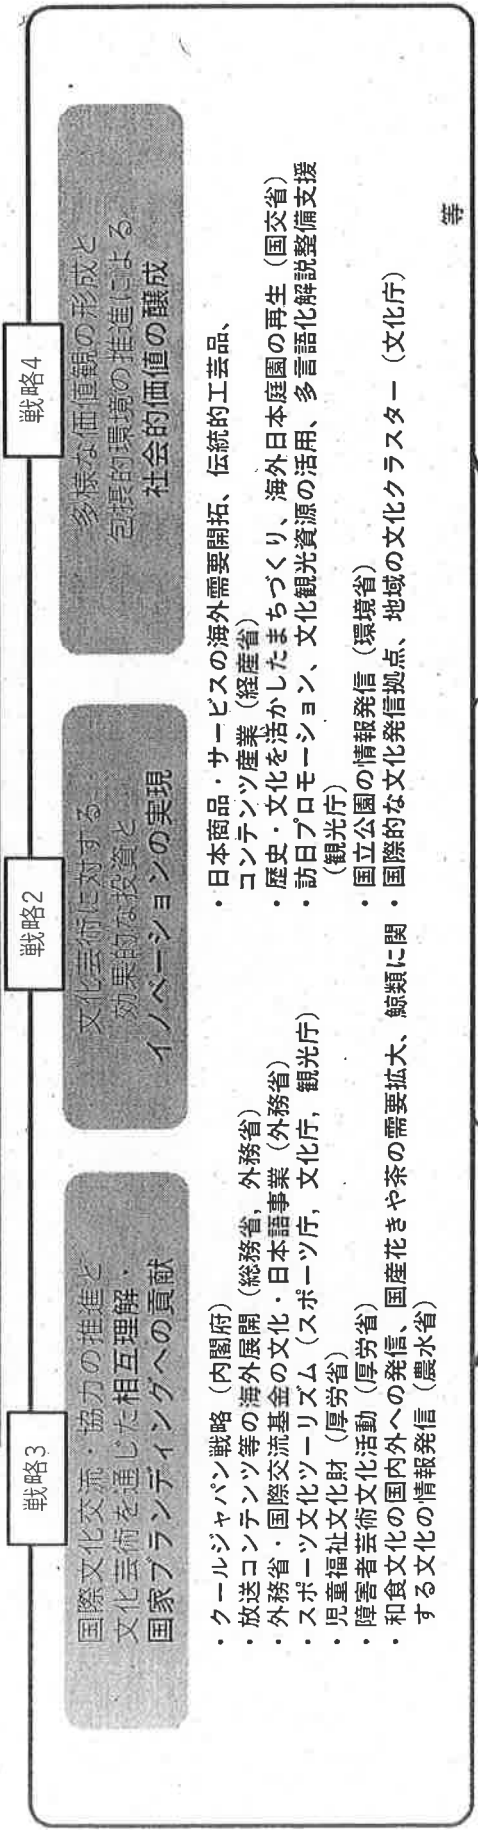 戦略3
国際文化交流・協力の推進と
文化芸術を通じた相互理解・
国家ブランディングへの貢献
戦略2
文化芸術に対する
効果的な投資と
イノベーションの実現
戦略4
多様な価値観の形成と
包摂的環境の推進による
社会的価値の醸成
・クールジャパン戦略（内閣府）
・放送コンテンツ等の海外展開（総務省，外務省）
・外務省・国際交流基金の文化・日本語事業（外務省）
・スポーツ文化ツーリズム（スポーツ庁，文化庁，観光庁）
・児童福祉文化財（厚労省）
・障害者芸術文化活動（厚労省）
・和食文化の国内外への発信、国産花きや茶の需要拡大、鯨類に関
する文化の情報発信（農水省）
・日本商品・サービスの海外需要開拓、伝統的工芸品、
コンテンツ産業（経産省）
・歴史・文化を活かしたまちづくり、海外日本庭園の再生（国交省）
・訪日プロモーション、文化観光資源の活用、多言語化解説整備支援
（観光庁）
・国立公園の情報発信（環境省）
・国際的な文化発信拠点、地域の文化クラスター（文化庁）
等